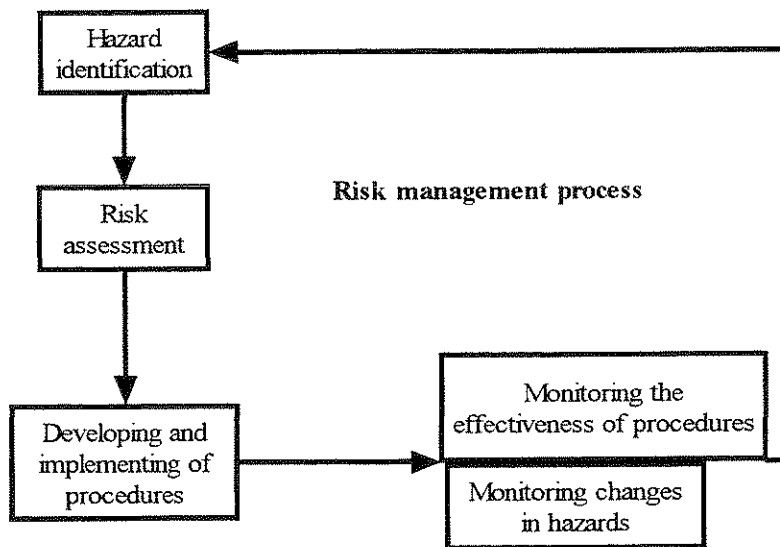 Hazard
identification
Risk management process
Risk
assessment
Developing and
implementing of
procedures
Monitoring the
effectiveness of procedures
Monitoring changes
in hazards